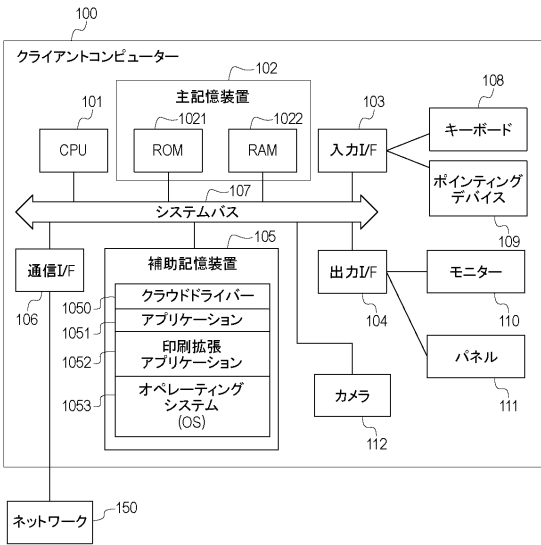 100
クライアントコンピューター
102
主記憶装置
101
CPU
1021
ROM
1022
RAM
103
入力I/F
108
キーボード
ポインティング
デバイス
109
107
システムバス
通信I/F
106
105
補助記憶装置
1050
クラウドドライバー
1051
アプリケーション
1052
印刷拡張
アプリケーション
1053
オペレーティング
システム
(OS)
出力I/F
104
モニター
110
パネル
111
カメラ
112
ネットワーク
150